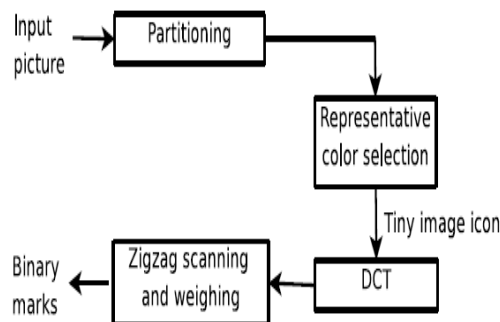 Input
picture
Partitioning
Representative
color selection
Tiny image icon
DCT
Zigzag scanning
and weighing
Binary
marks